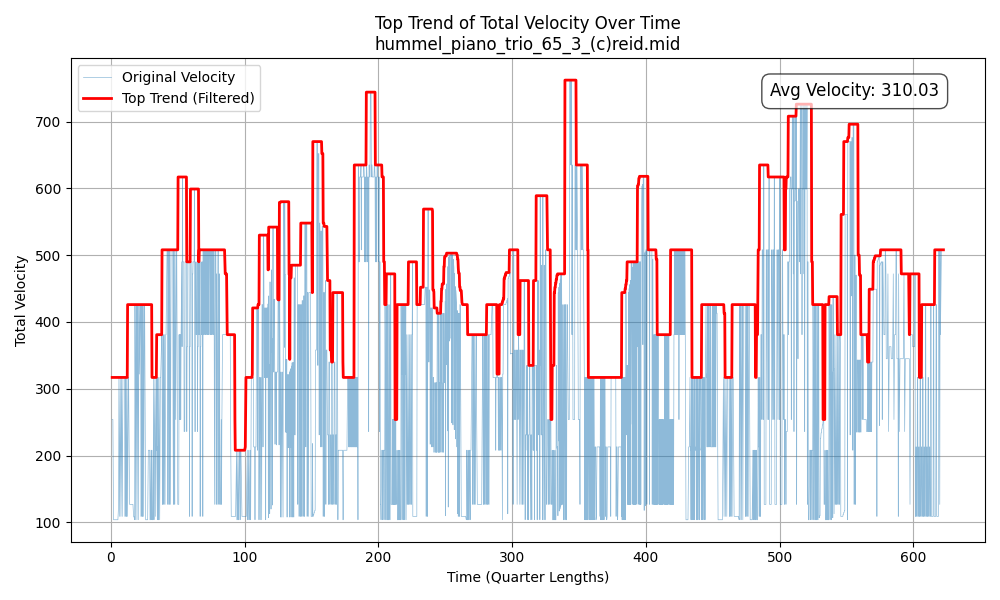 Top Trend of Total Velocity Over Time
hummel_piano_trio_65_3_(c)reid.mid
Original Velocity
Top Trend (Filtered)
Avg Velocity: 310.03
Total Velocity
700
600
500
400
300
200
100
0 100 200 300 400 500 600
Time (Quarter Lengths)